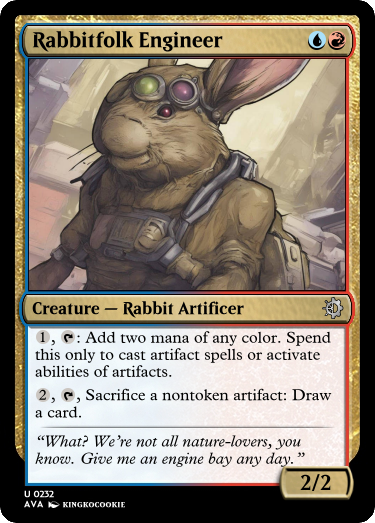 Rabbitfolk Engineer
Creature — Rabbit Artificer
1, : Add two mana of any color. Spend
this only to cast artifact spells or activate
abilities of artifacts.
2, , Sacrifice a nontoken artifact: Draw
a card.
“What? We’re not all nature-lovers, you
know. Give me an engine bay any day.”
2/2
U 0232
AVA KINGKOCOOKIE